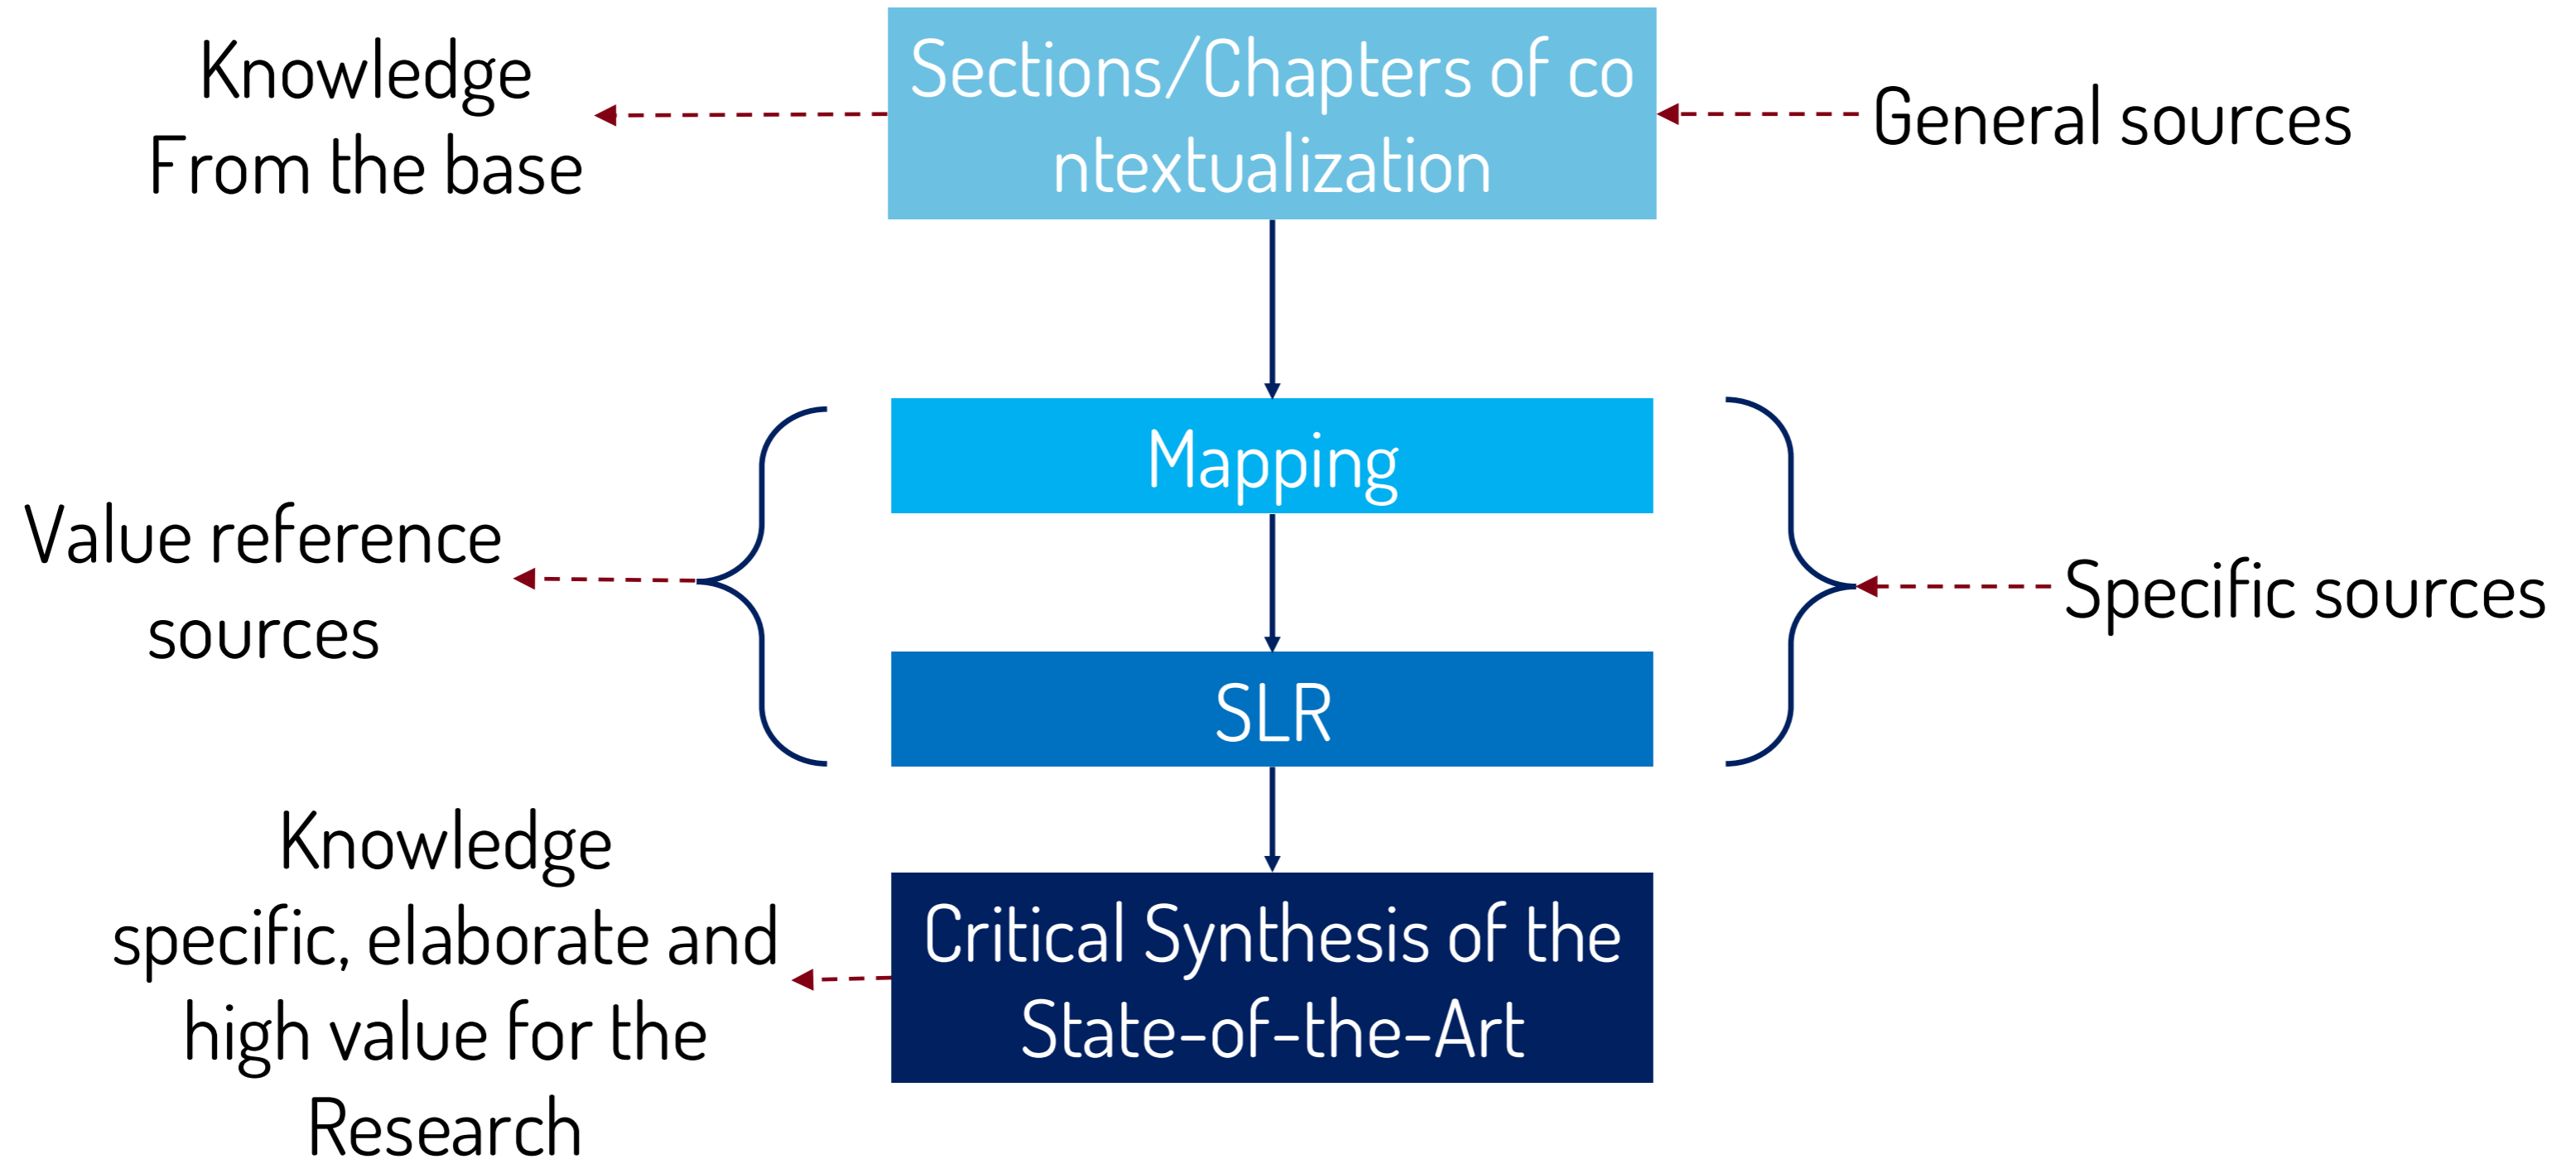 Knowledge
From the base
Sections/Chapters of co
ntextualization
General sources
Mapping
Value reference
sources
Specific sources
SLR
Knowledge
specific, elaborate and
high value for the
Research
Critical Synthesis of the
State-of-the-Art